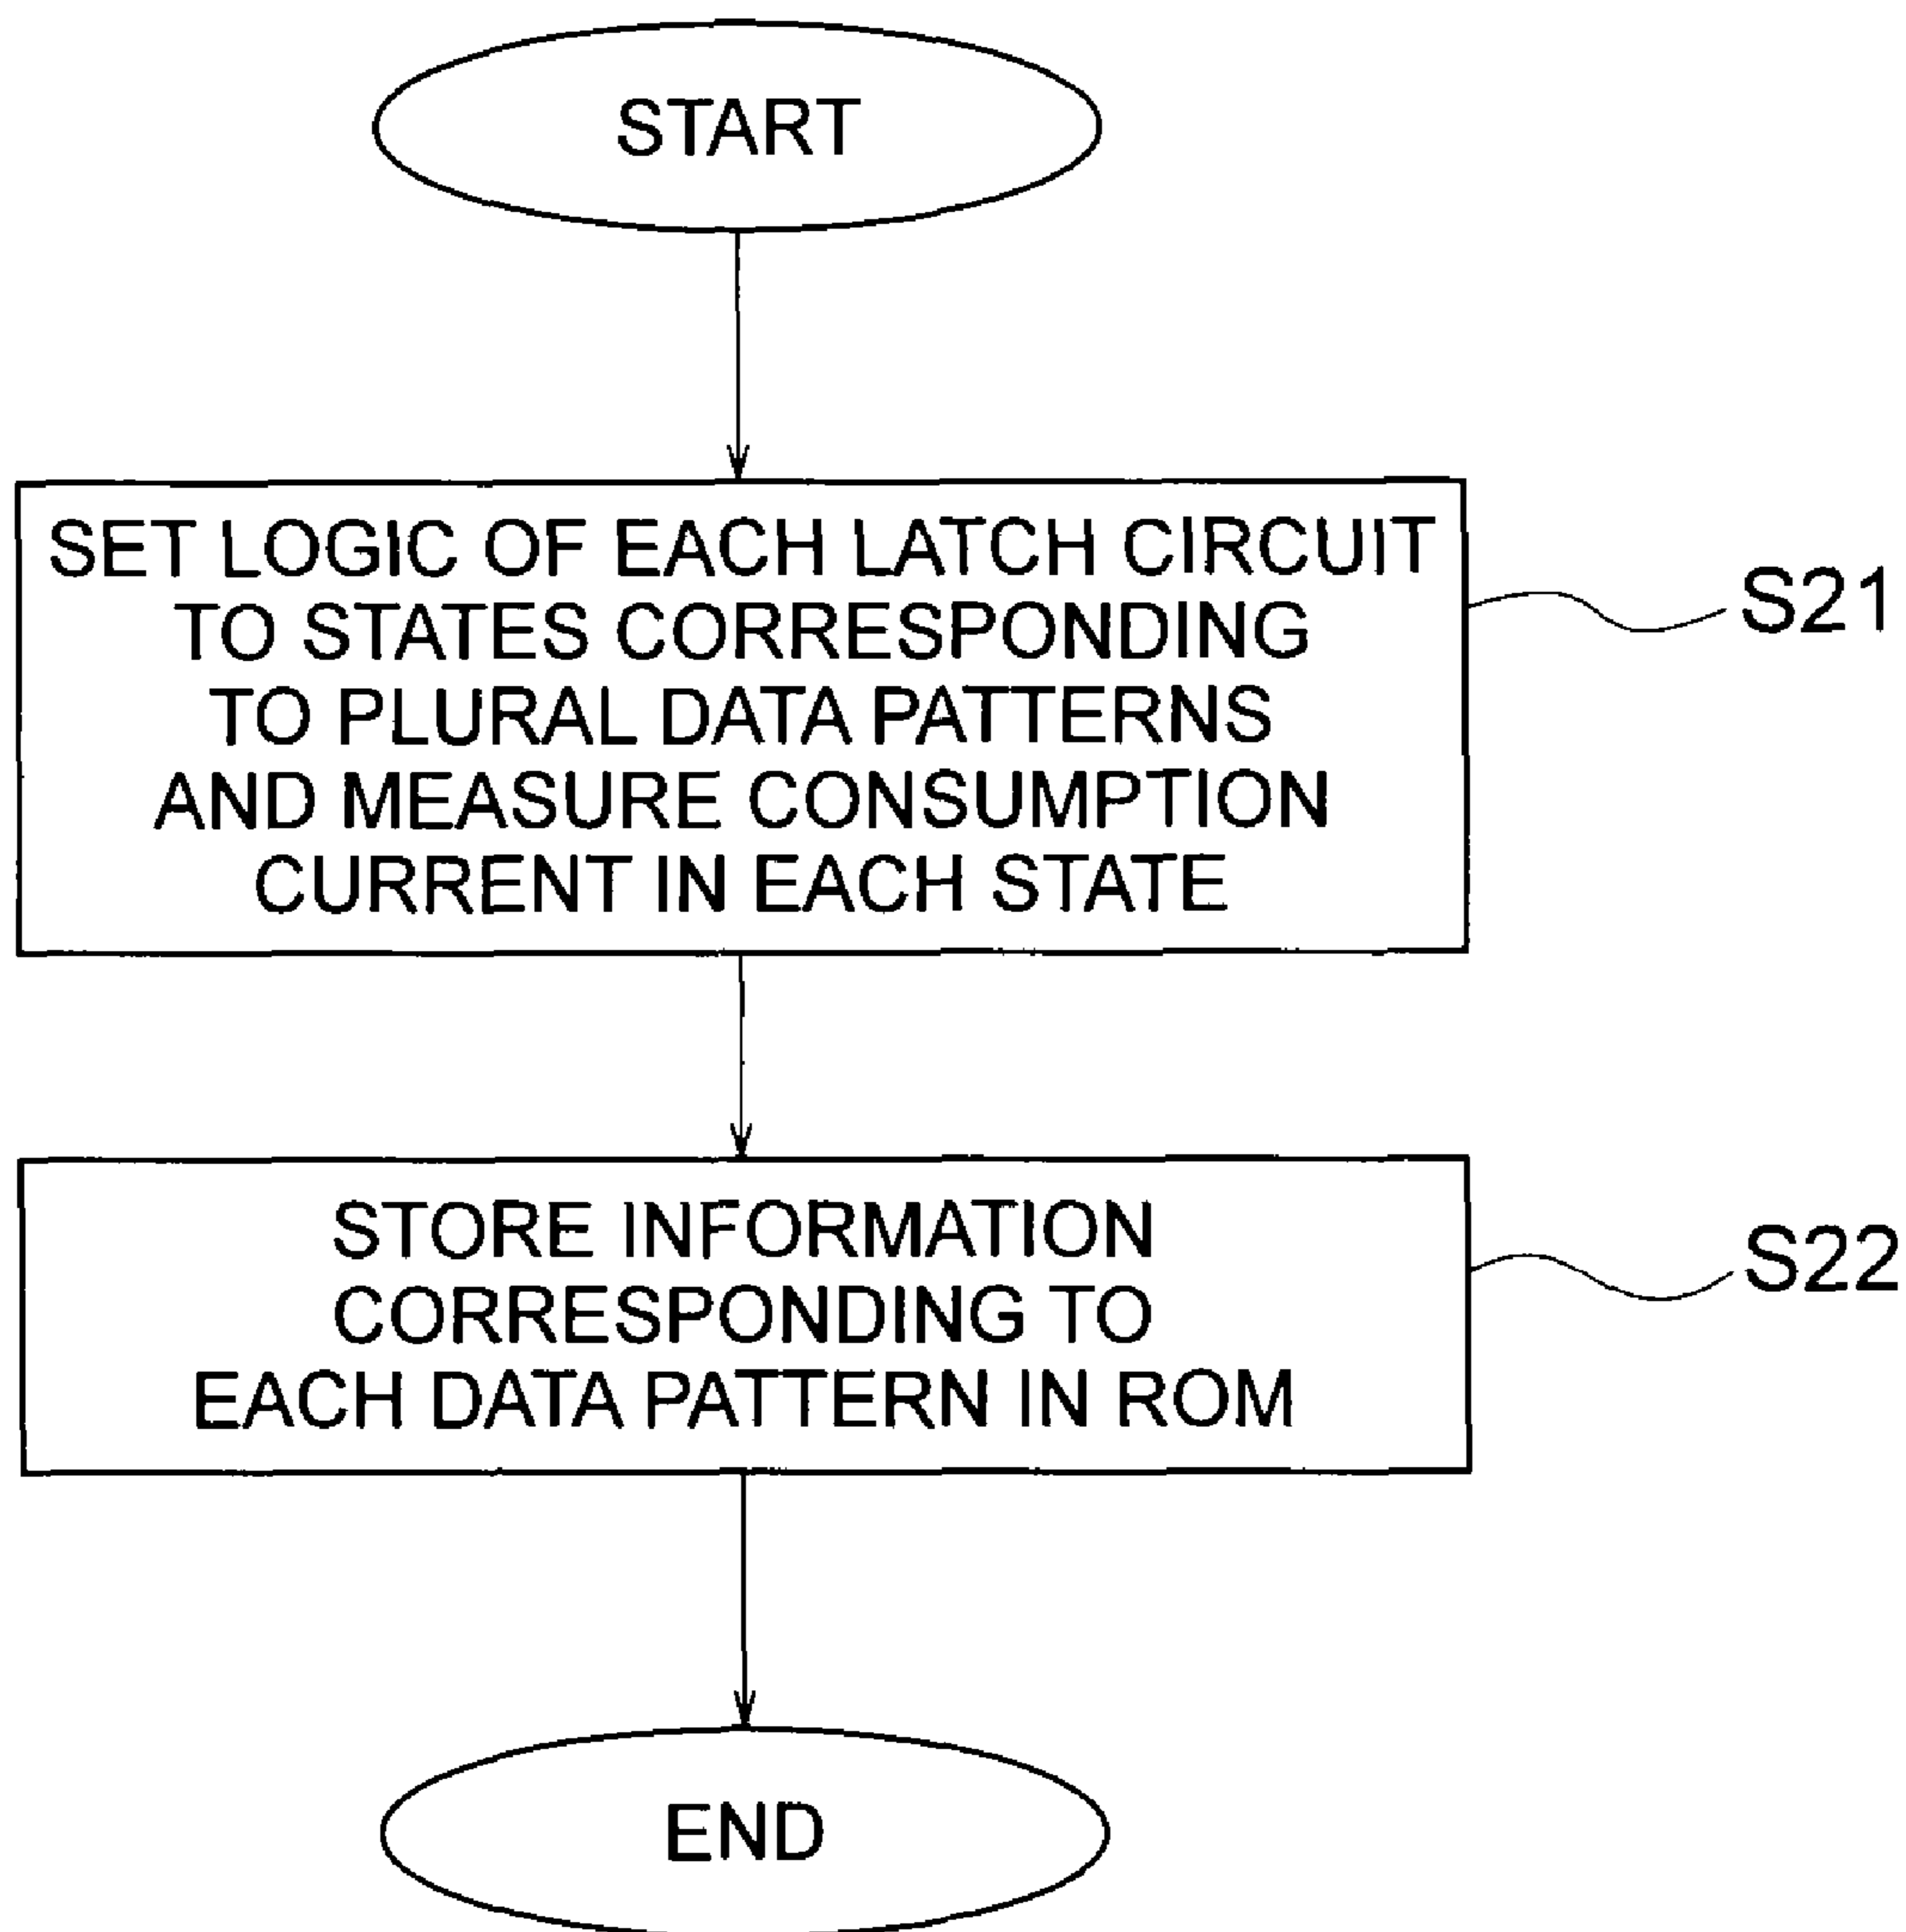 START
SET LOGIC OF EACH LATCH CIRCUIT
TO STATES CORRESPONDING
TO PLURAL DATA PATTERNS
AND MEASURE CONSUMPTION
CURRENT IN EACH STATE
S21
STORE INFORMATION
CORRESPONDING TO
EACH DATA PATTERN IN ROM
S22
END